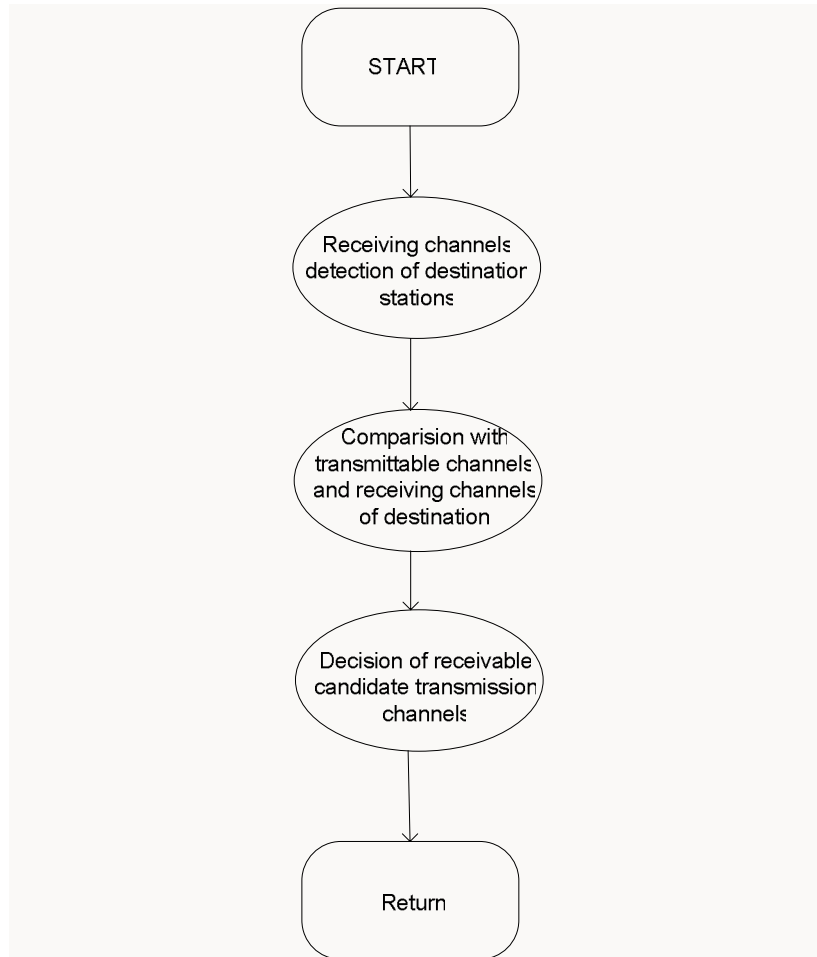 START
Receiving channels
detection of destination
stations
Comparision with
transmittable channels
and receiving channels
of destination
Decision of receivable
candidate transmission
channels
Return